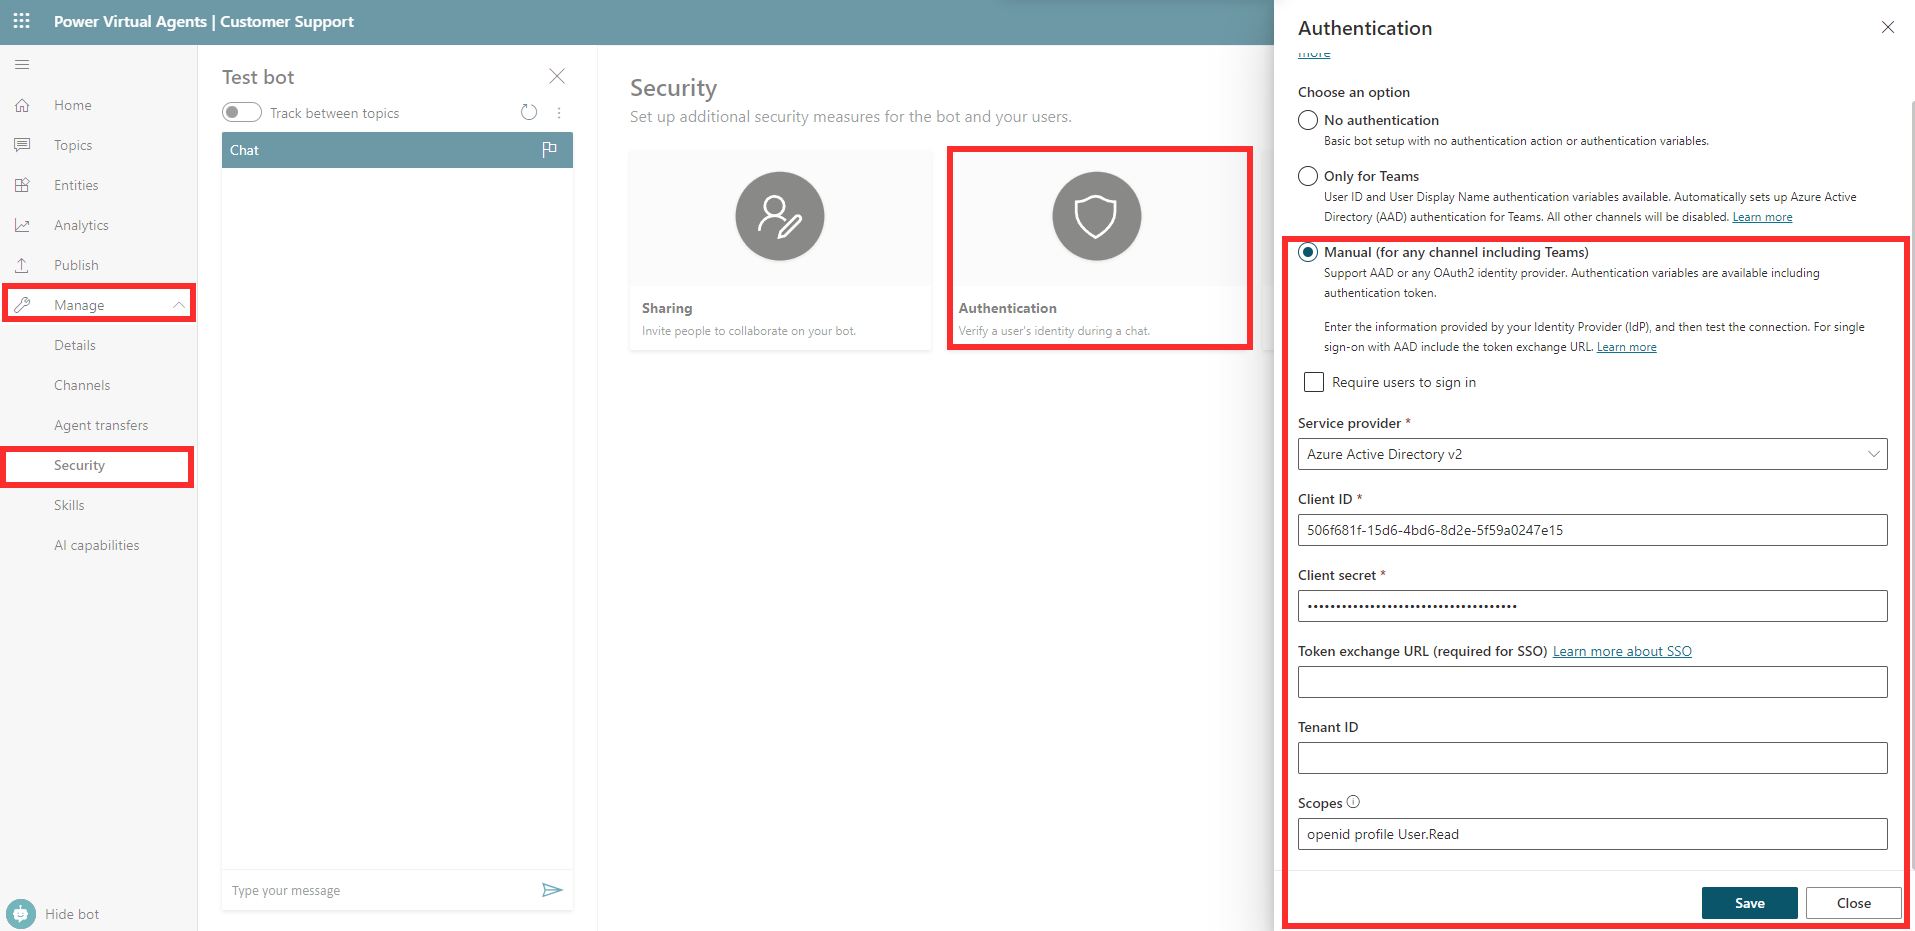 Power Virtual Agents | Customer Support
Home
Topics
Entities
Analytics
Publish
Manage
Details
Channels
Agent transfers
Security
Skills
AI capabilities
Hide bot
Test bot
Track between topics
Chat
Type your message
Security
Set up additional security measures for the bot and your users.
Sharing
Invite people to collaborate on your bot.
Authentication
Verify a user's identity during a chat.
Authentication
more
Choose an option
No authentication
Basic bot setup with no authentication action or authentication variables.
Only for Teams
User ID and User Display Name authentication variables available. Automatically sets up Azure Active
Directory (AAD) authentication for Teams. All other channels will be disabled. Learn more
Manual (for any channel including Teams)
Support AAD or any OAuth2 identity provider. Authentication variables are available including
authentication token.
Enter the information provided by your Identity Provider (IdP), and then test the connection. For single
sign-on with AAD include the token exchange URL. Learn more
Require users to sign in
Service provider *
Azure Active Directory v2
Client ID *
506f681f-15d6-4bd6-8d2e-5f59a0247e15
Client secret *
•••••••••••••••••••••••••••••••••••••
Token exchange URL (required for SSO) Learn more about SSO
Tenant ID
Scopes
openid profile User.Read
Save
Close